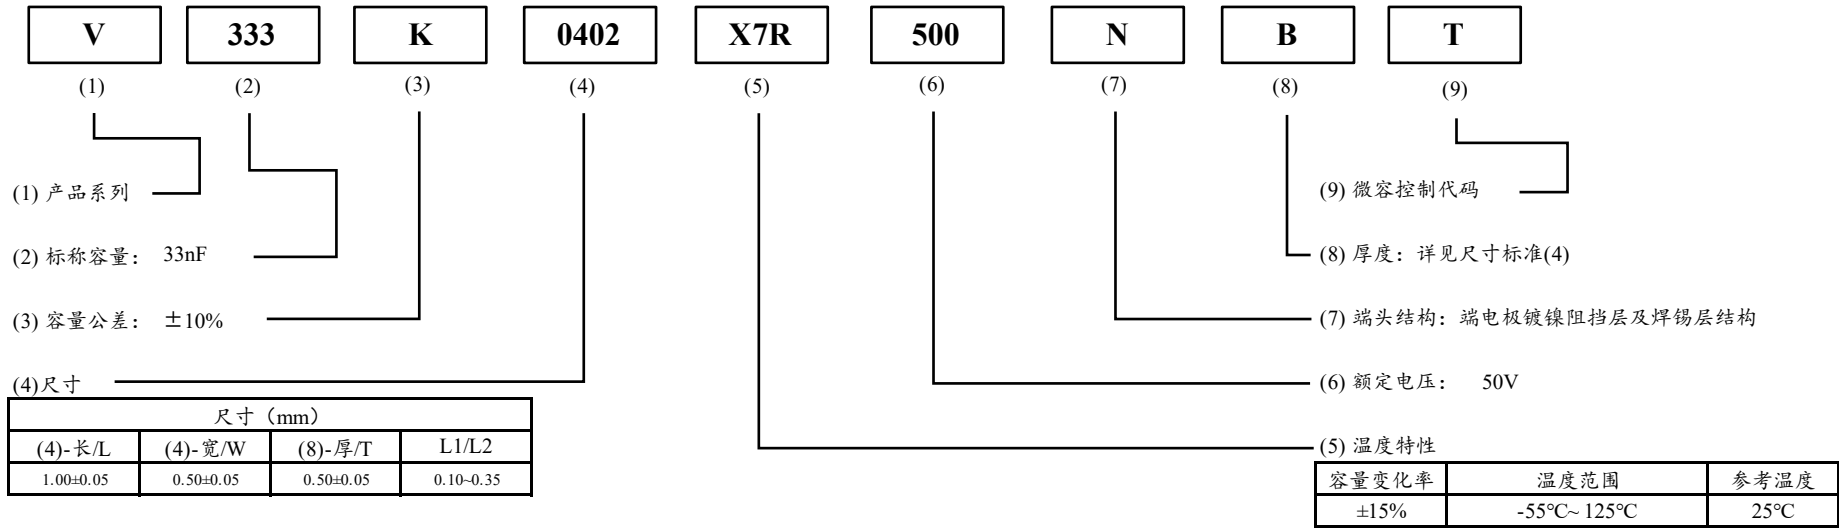 V 333 K 0402 X7R 500 N B T
(1) (2) (3) (4) (5) (6) (7) (8) (9)
(1) 产品系列
(9) 微容控制代码
(2) 标称容量： 33nF
(8) 厚度：详见尺寸标准(4)
(3) 容量公差： ±10%
(7) 端头结构：端电极镀镍阻挡层及焊锡层结构
(4)尺寸
(6) 额定电压： 50V
尺寸（mm）
(4)-长/L (4)-宽/W (8)-厚/T L1/L2
1.00±0.05 0.50±0.05 0.50±0.05 0.10~0.35
(5) 温度特性
容量变化率 温度范围 参考温度
±15% -55℃~ 125℃ 25℃